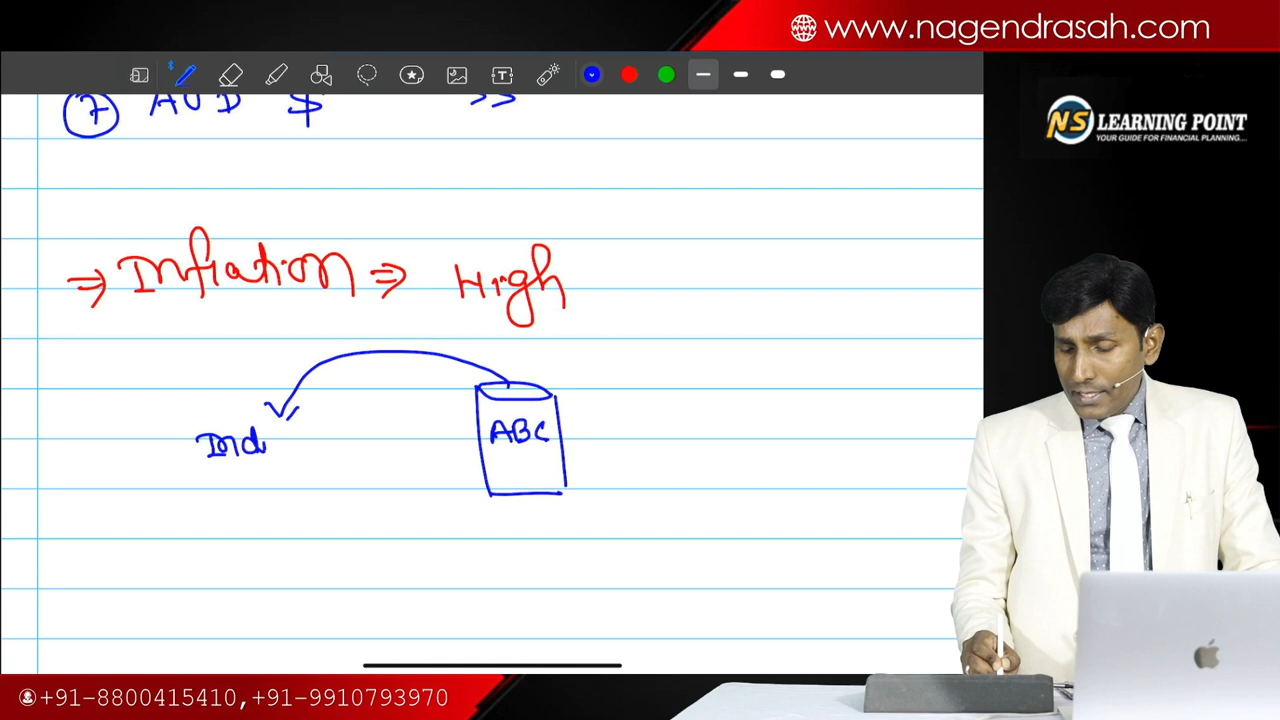 www.nagendrasah.com
T
NS LEARNING POINT
YOUR GUIDE FOR FINANCIAL PLANNING....
7 AUD $ >>
⇒ Inflation ⇒ High
ABC
Ind
+91-8800415410,+91-9910793970